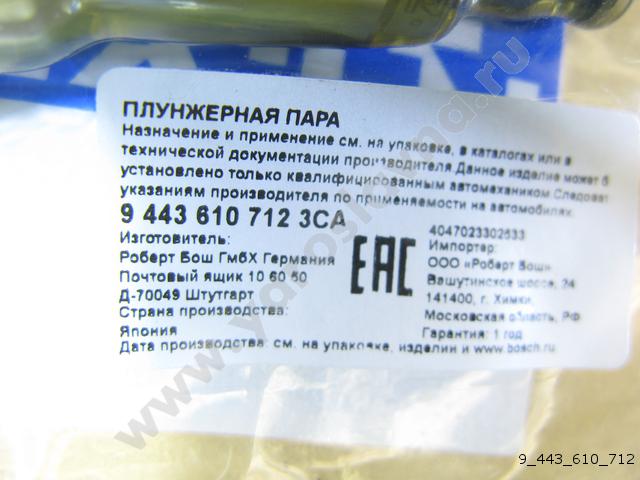 ПЛУНЖЕРНАЯ ПАРА
Назначение и применение см. на упаковке, в каталогах или в
технической документации производителя.Данное изделие может б
установлено только квалифицированным автомехаником.Следоват
указаниям производителя по применяемости на автомобилях.
9 443 610 712 3CA
4047023302533
Изготовитель:
Роберт Бош ГмбХ Германия
Почтовый ящик 10 60 50
Д-70049 Штутгарт
Страна производства:
Япония
EAC
Импортер:
ООО «Роберт Бош»
Вашутинское шоссе, 24
141400, г. Химки,
Московская область, РФ
Гарантия: 1 год
Дата производства: см. на упаковке, изделии и www.bosch.ru
www.yaroslavna.ru
9_443_610_712